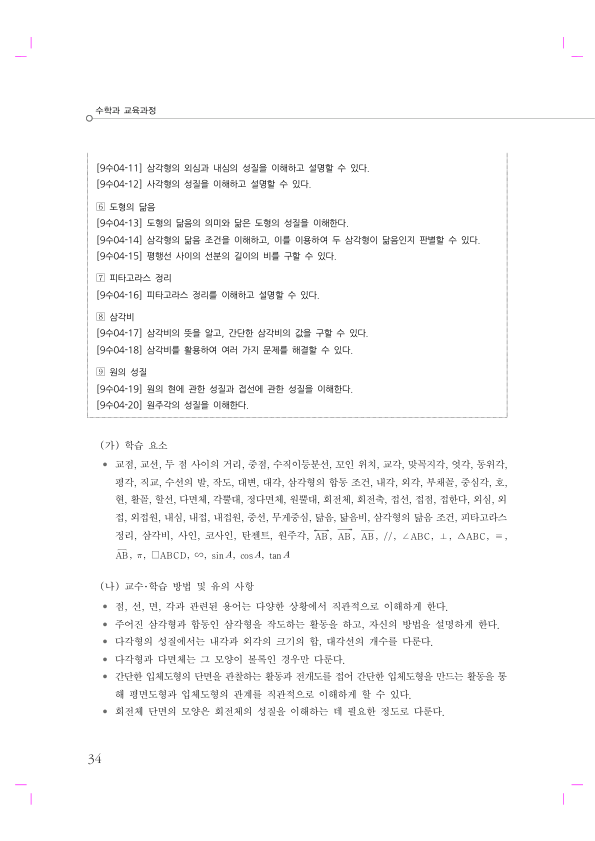 수학과 교육과정
[9수04-11] 삼각형의 외심과 내심의 성질을 이해하고 설명할 수 있다.
[9수04-12] 사각형의 성질을 이해하고 설명할 수 있다.
6 도형의 닮음
[9수04-13] 도형의 닮음의 의미와 닮은 도형의 성질을 이해한다.
[9수04-14] 삼각형의 닮음 조건을 이해하고, 이를 이용하여 두 삼각형이 닮음인지 판별할 수 있다.
[9수04-15] 평행선 사이의 선분의 길이의 비를 구할 수 있다.
7 피타고라스 정리
[9수04-16] 피타고라스 정리를 이해하고 설명할 수 있다.
8 삼각비
[9수04-17] 삼각비의 뜻을 알고, 간단한 삼각비의 값을 구할 수 있다.
[9수04-18] 삼각비를 활용하여 여러 가지 문제를 해결할 수 있다.
9 원의 성질
[9수04-19] 원의 현에 관한 성질과 접선에 관한 성질을 이해한다.
[9수04-20] 원주각의 성질을 이해한다.
(가) 학습 요소
• 교점, 교선, 두 점 사이의 거리, 중점, 수직이등분선, 꼬인 위치, 교각, 맞꼭지각, 엇각, 동위각,
평각, 직교, 수선의 발, 작도, 대변, 대각, 삼각형의 합동 조건, 내각, 외각, 부채꼴, 중심각, 호,
현, 활꼴, 할선, 다면체, 각뿔대, 정다면체, 원뿔대, 회전체, 회전축, 접선, 접점, 접한다, 외심, 외
접, 외접원, 내심, 내접, 내접원, 중선, 무게중심, 닮음, 닮음비, 삼각형의 닮음 조건, 피타고라스
정리, 삼각비, 사인, 코사인, 탄젠트, 원주각, A͞B⃡, A͞B⃗, A͞B, //, ∠ABC, ⊥, △ABC, ≡,
A͡B, π, □ABCD, ∽, sin A, cos A, tan A
(나) 교수·학습 방법 및 유의 사항
• 점, 선, 면, 각과 관련된 용어는 다양한 상황에서 직관적으로 이해하게 한다.
• 주어진 삼각형과 합동인 삼각형을 작도하는 활동을 하고, 자신의 방법을 설명하게 한다.
• 다각형의 성질에서는 내각과 외각의 크기의 합, 대각선의 개수를 다룬다.
• 다각형과 다면체는 그 모양이 볼록인 경우만 다룬다.
• 간단한 입체도형의 단면을 관찰하는 활동과 전개도를 접어 간단한 입체도형을 만드는 활동을 통
해 평면도형과 입체도형의 관계를 직관적으로 이해하게 할 수 있다.
• 회전체 단면의 모양은 회전체의 성질을 이해하는 데 필요한 정도로 다룬다.
34